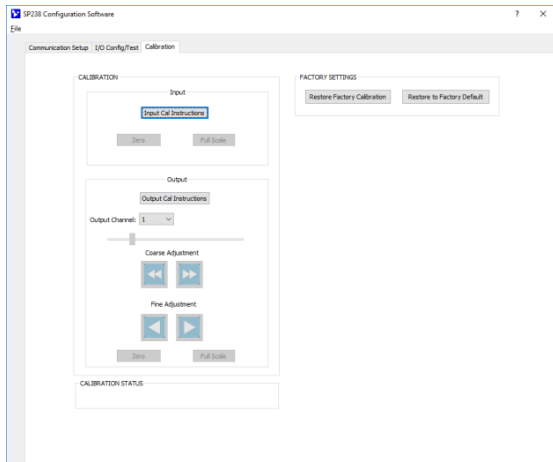 SP238 Configuration Software
? ×
File
Communication Setup I/O Config/Test Calibration
CALIBRATION
Input
Input Cal Instructions
Zero Full Scale
Output
Output Cal Instructions
Output Channel: 1
Coarse Adjustment
Fine Adjustment
Zero Full Scale
CALIBRATION STATUS
FACTORY SETTINGS
Restore Factory Calibration Restore to Factory Default